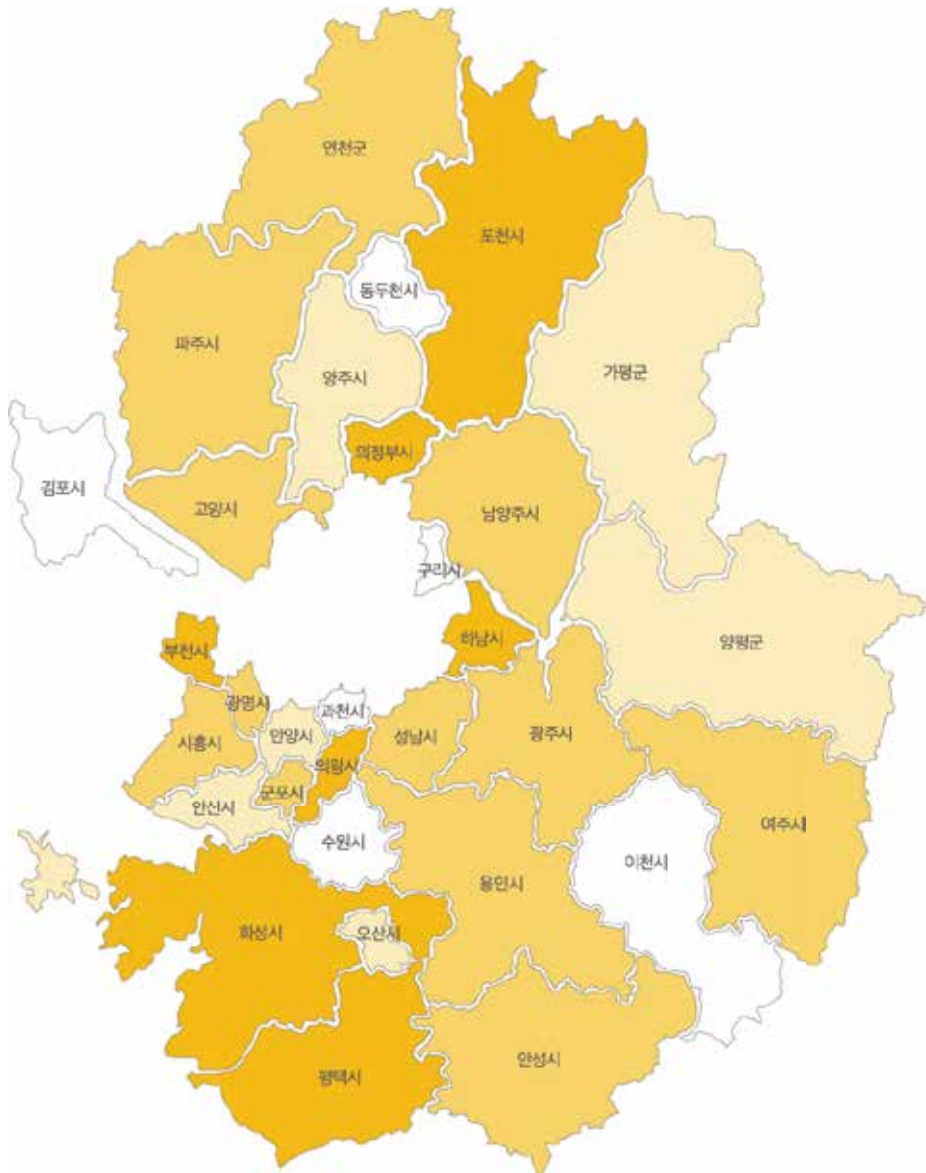 연천군
포천시
동두천시
파주시
양주시
가평군
의정부시
김포시
고양시
남양주시
구리시
하남시
양평군
부천시
광명시
과천시
시흥시
안양시
성남시
광주시
의왕시
군포시
안산시
여주시
수원시
이천시
용인시
화성시
오산시
안성시
평택시